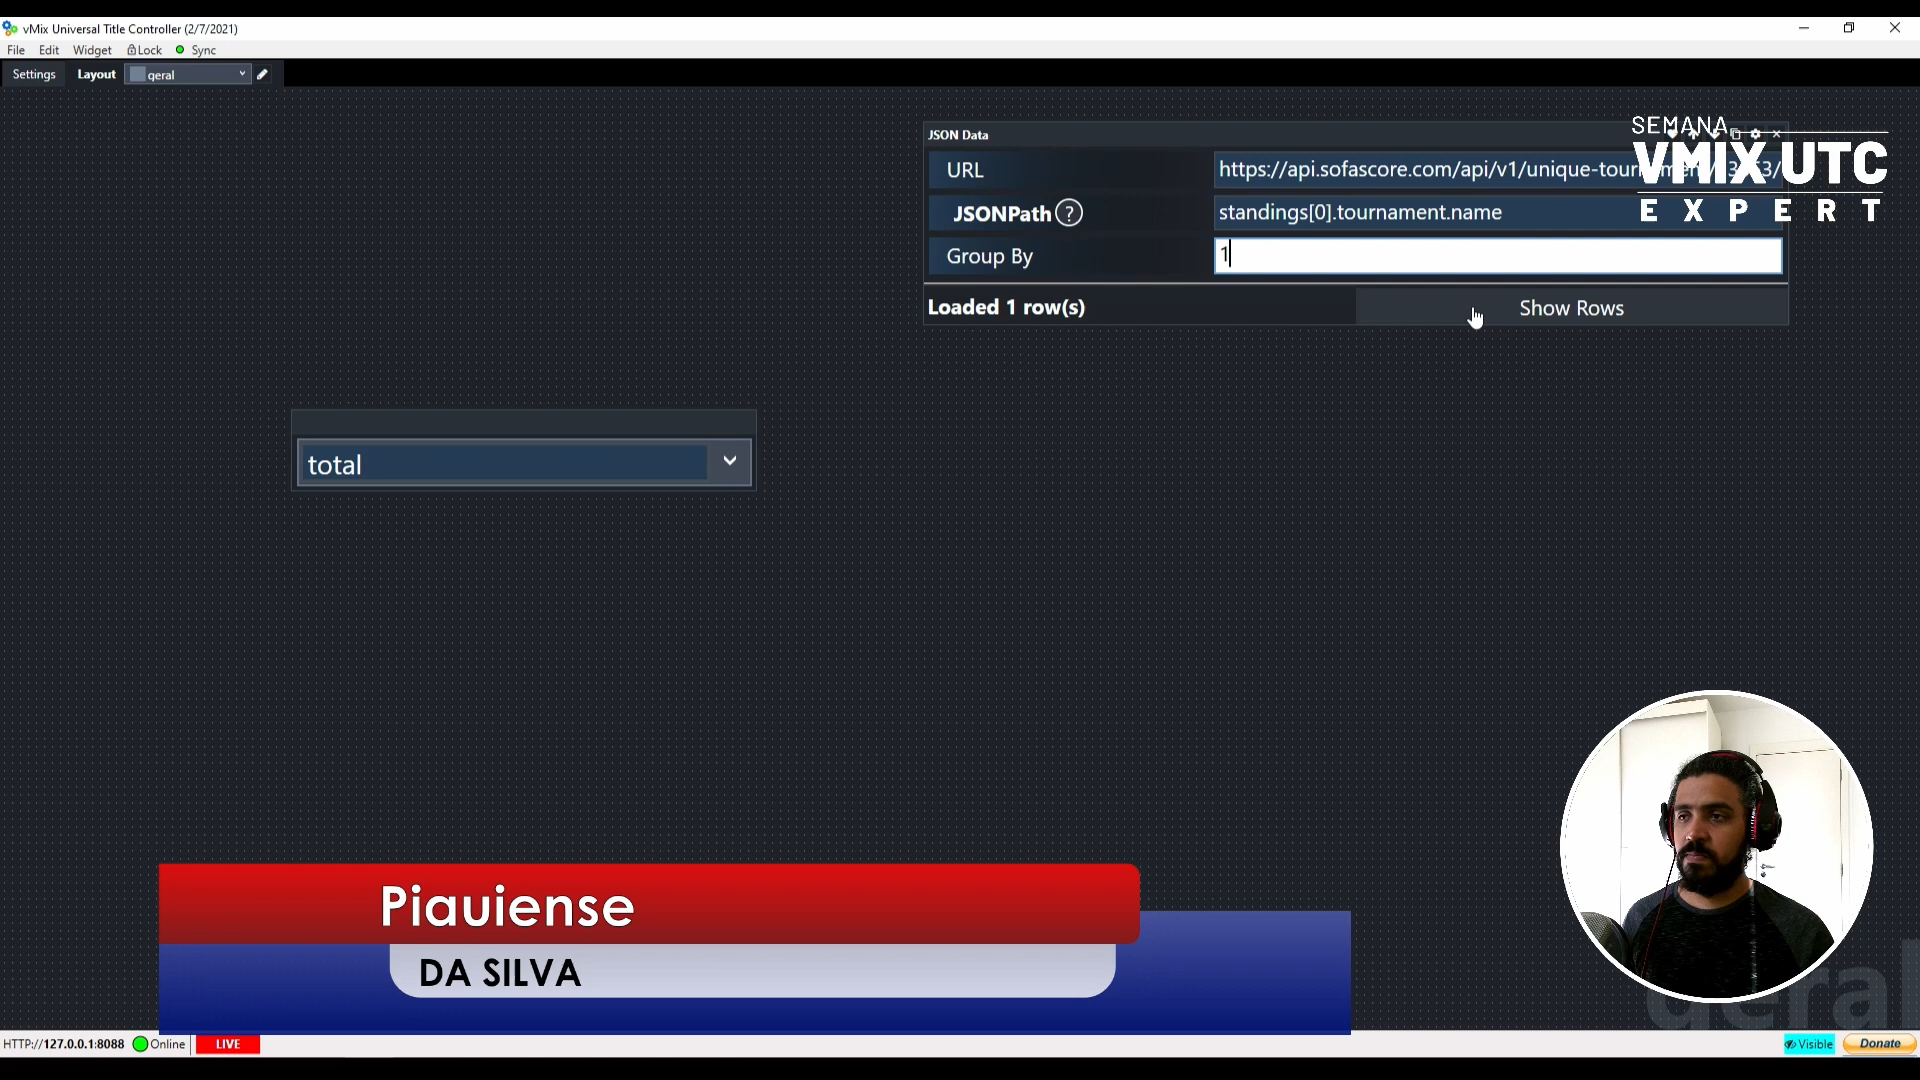 vMix Universal Title Controller (2/7/2021)
File Edit Widget Lock Sync
Settings Layout geral
JSON Data
URL https://api.sofascore.com/api/v1/unique-tour
JSONPath ? standings[0].tournament.name
Group By 1
Loaded 1 row(s) Show Rows
SEMANA
VMIX UTC
EXPERT
total
Piauiense
DA SILVA
geral
HTTP://127.0.0.1:8088 Online LIVE Visible Donate